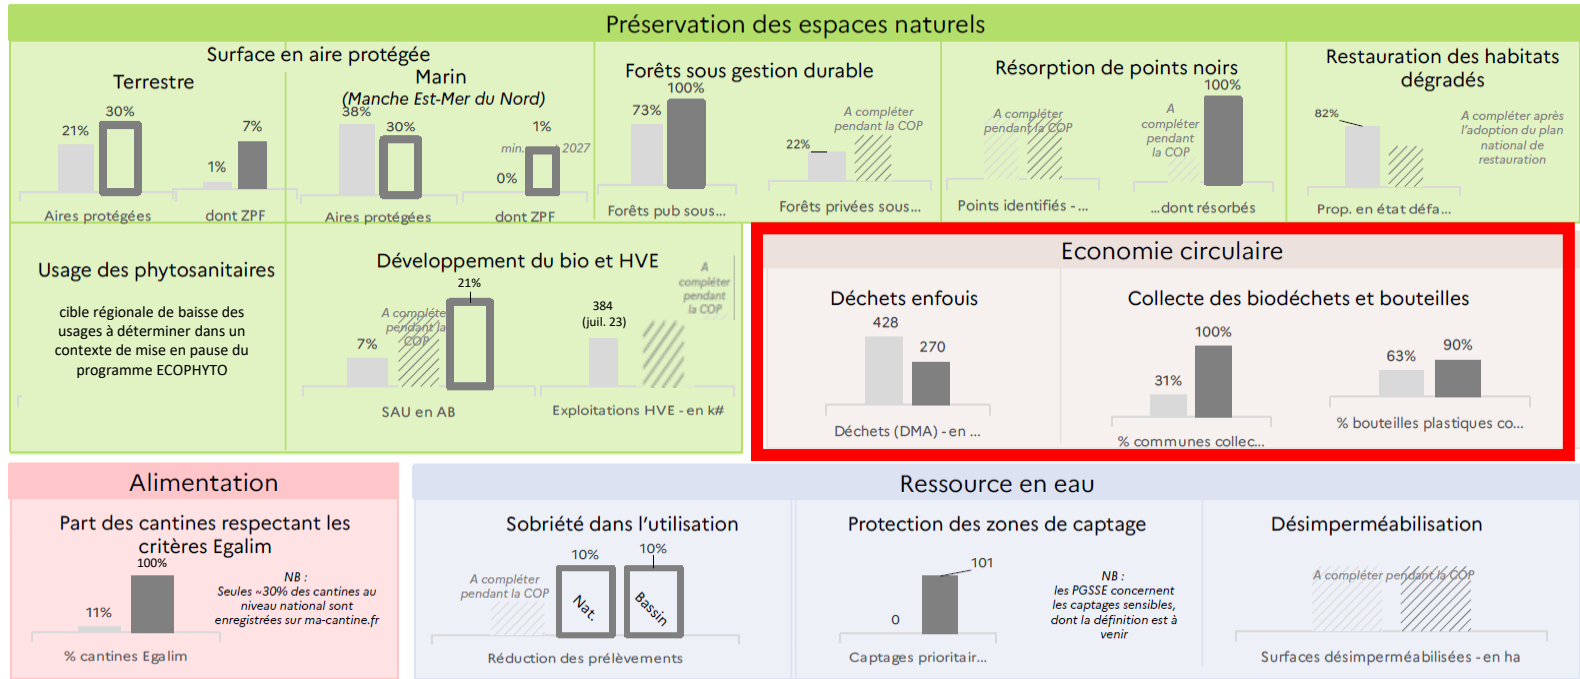 Préservation des espaces naturels
Surface en aire protégée
Terrestre
30%
21%
7%
1%
Aires protégées
dont ZPF
Marin
(Manche Est-Mer du Nord)
38%
30%
1%
min. 2027
0%
Aires protégées
dont ZPF
Forêts sous gestion durable
100%
73%
Forêts pub sous...
A compléter
pendant la COP
22%
Forêts privées sous...
Résorption de points noirs
A compléter
pendant la COP
Points identifiés - ...
100%
A
compléter
pendant
la COP
...dont résorbés
Restauration des habitats
dégradés
82%
A compléter après
l'adoption du plan
national de
restauration
Prop. en état défa...
Usage des phytosanitaires
cible régionale de baisse des
usages à déterminer dans un
contexte de mise en pause du
programme ECOPHYTO
Développement du bio et HVE
21%
A compléter
pendant la
COP
7%
SAU en AB
A
compléter
pendant
la COP
384
(juil. 23)
Exploitations HVE - en k#
Economie circulaire
Déchets enfouis
428
270
Déchets (DMA) - en ...
Collecte des biodéchets et bouteilles
100%
31%
% communes collec...
90%
63%
% bouteilles plastiques co...
Alimentation
Part des cantines respectant les
critères Egalim
100%
11%
% cantines Egalim
NB :
Seules ~30% des cantines au
niveau national sont
enregistrées sur ma-cantine.fr
Ressource en eau
Sobriété dans l'utilisation
10%
10%
A compléter
pendant la COP
Nat.
Bassin
Réduction des prélèvements
Protection des zones de captage
101
0
Captages prioritair...
NB :
les PGSSE concernent
les captages sensibles,
dont la définition est à
venir
Désimperméabilisation
A compléter pendant la COP
Surfaces désimperméabilisées - en ha